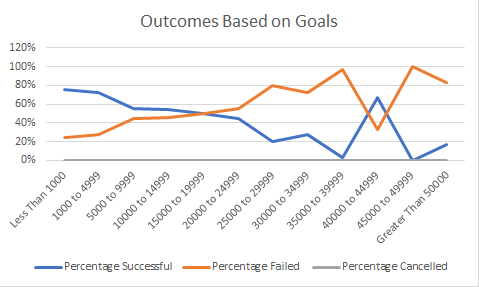 Outcomes Based on Goals
120%
100%
80%
60%
40%
20%
0%
Less Than 1000
1000 to 4999
5000 to 9999
10000 to 14999
15000 to 19999
20000 to 24999
25000 to 29999
30000 to 34999
35000 to 39999
40000 to 44999
45000 to 49999
Greater Than 50000
Percentage Successful
Percentage Failed
Percentage Cancelled